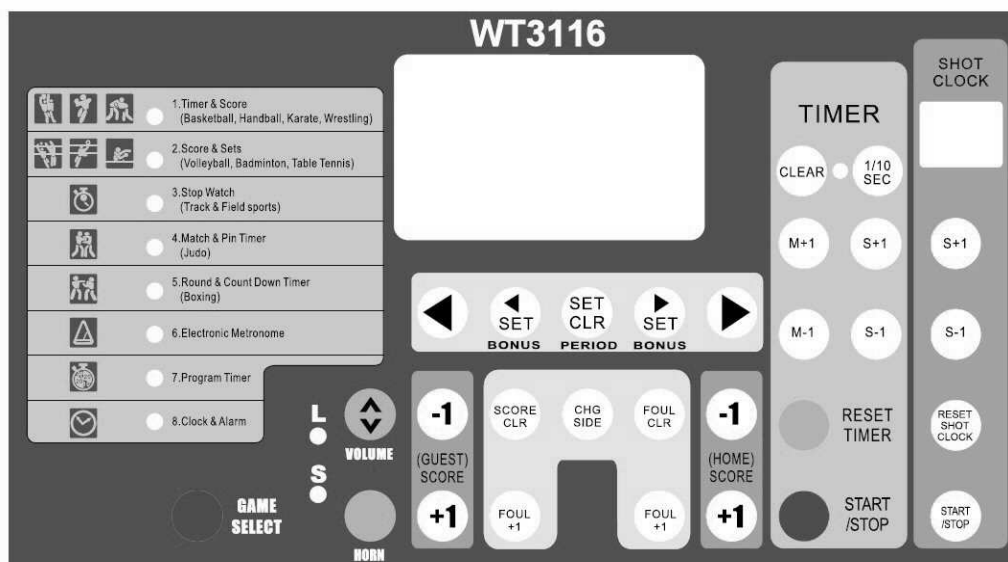 WT3116
1.Timer & Score
(Basketball, Handball, Karate, Wrestling)
2.Score & Sets
(Volleyball, Badminton, Table Tennis)
3.Stop Watch
(Track & Field sports)
4.Match & Pin Timer
(Judo)
5.Round & Count Down Timer
(Boxing)
6.Electronic Metronome
7.Program Timer
8.Clock & Alarm
GAME
SELECT
L
S
VOLUME
HORN
SET
BONUS
SET
CLR
PERIOD
SET
BONUS
-1
(GUEST)
SCORE
+1
SCORE
CLR
CHG
SIDE
FOUL
CLR
FOUL
+1
FOUL
+1
-1
(HOME)
SCORE
+1
TIMER
CLEAR
1/10
SEC
M+1
S+1
M-1
S-1
RESET
TIMER
START
/STOP
SHOT
CLOCK
S+1
S-1
RESET
SHOT
CLOCK
START
/STOP